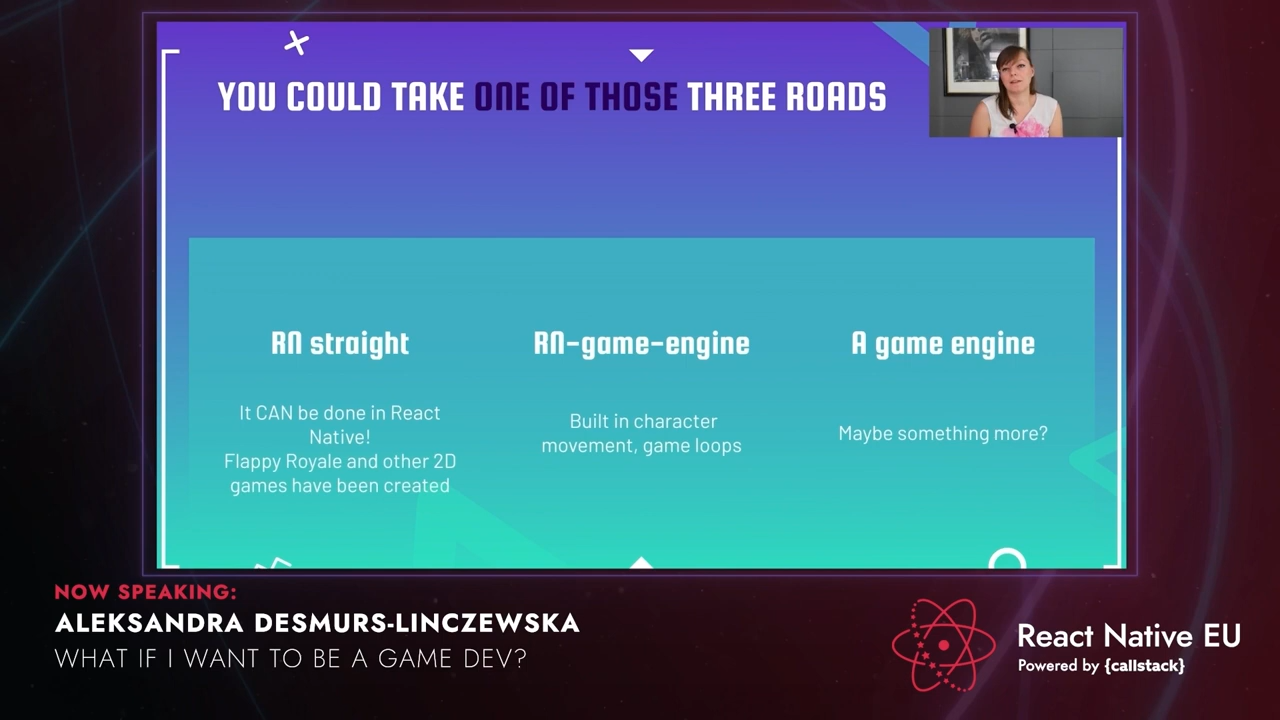 YOU COULD TAKE ONE OF THOSE THREE ROADS
RN straight
It CAN be done in React
Native!
Flappy Royale and other 2D
games have been created
RN-game-engine
Built in character
movement, game loops
A game engine
Maybe something more?
NOW SPEAKING:
ALEKSANDRA DESMURS-LINCZEWSKA
WHAT IF I WANT TO BE A GAME DEV?
React Native EU
Powered by {callstack}